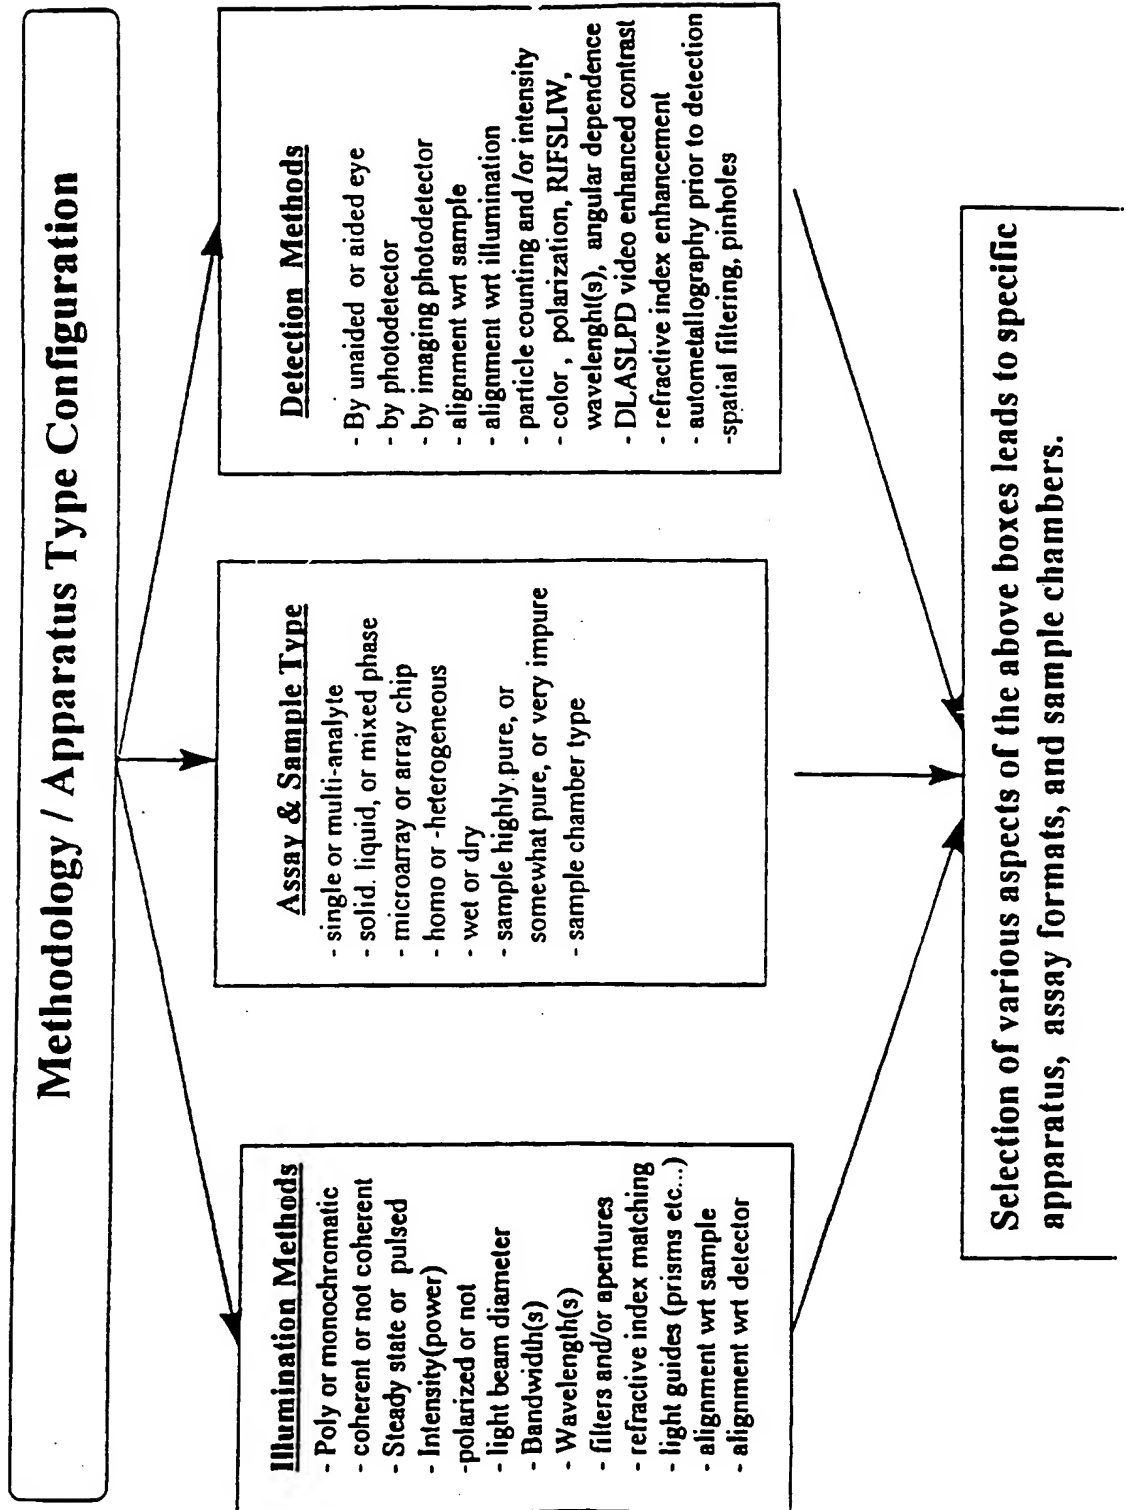 Methodology / Apparatus Type Configuration
Illumination Methods
- Poly or monochromatic
- coherent or not coherent
- Steady state or pulsed
- Intensity(power)
-polarized or not
- light beam diameter
- Bandwidth(s)
- Wavelength(s)
- filters and/or apertures
- refractive index matching
- light guides (prisms etc...)
- alignment wrt sample
- alignment wrt detector
Assay & Sample Type
- single or multi-analyte
- solid. liquid, or mixed phase
- microarray or array chip
- homo or -heterogeneous
- wet or dry
- sample highly pure, or
somewhat pure, or very impure
- sample chamber type
Detection Methods
- By unaided or aided eye
- by photodetector
- by imaging photodetector
- alignment wrt sample
- alignment wrt illumination
- particle counting and /or intensity
- color , polarization, RIFSLIW,
wavelenght(s), angular dependence
- DLASLPD video enhanced contrast
- refractive index enhancement
- autometallography prior to detection
-spatial filtering, pinholes
Selection of various aspects of the above boxes leads to specific
apparatus, assay formats, and sample chambers.